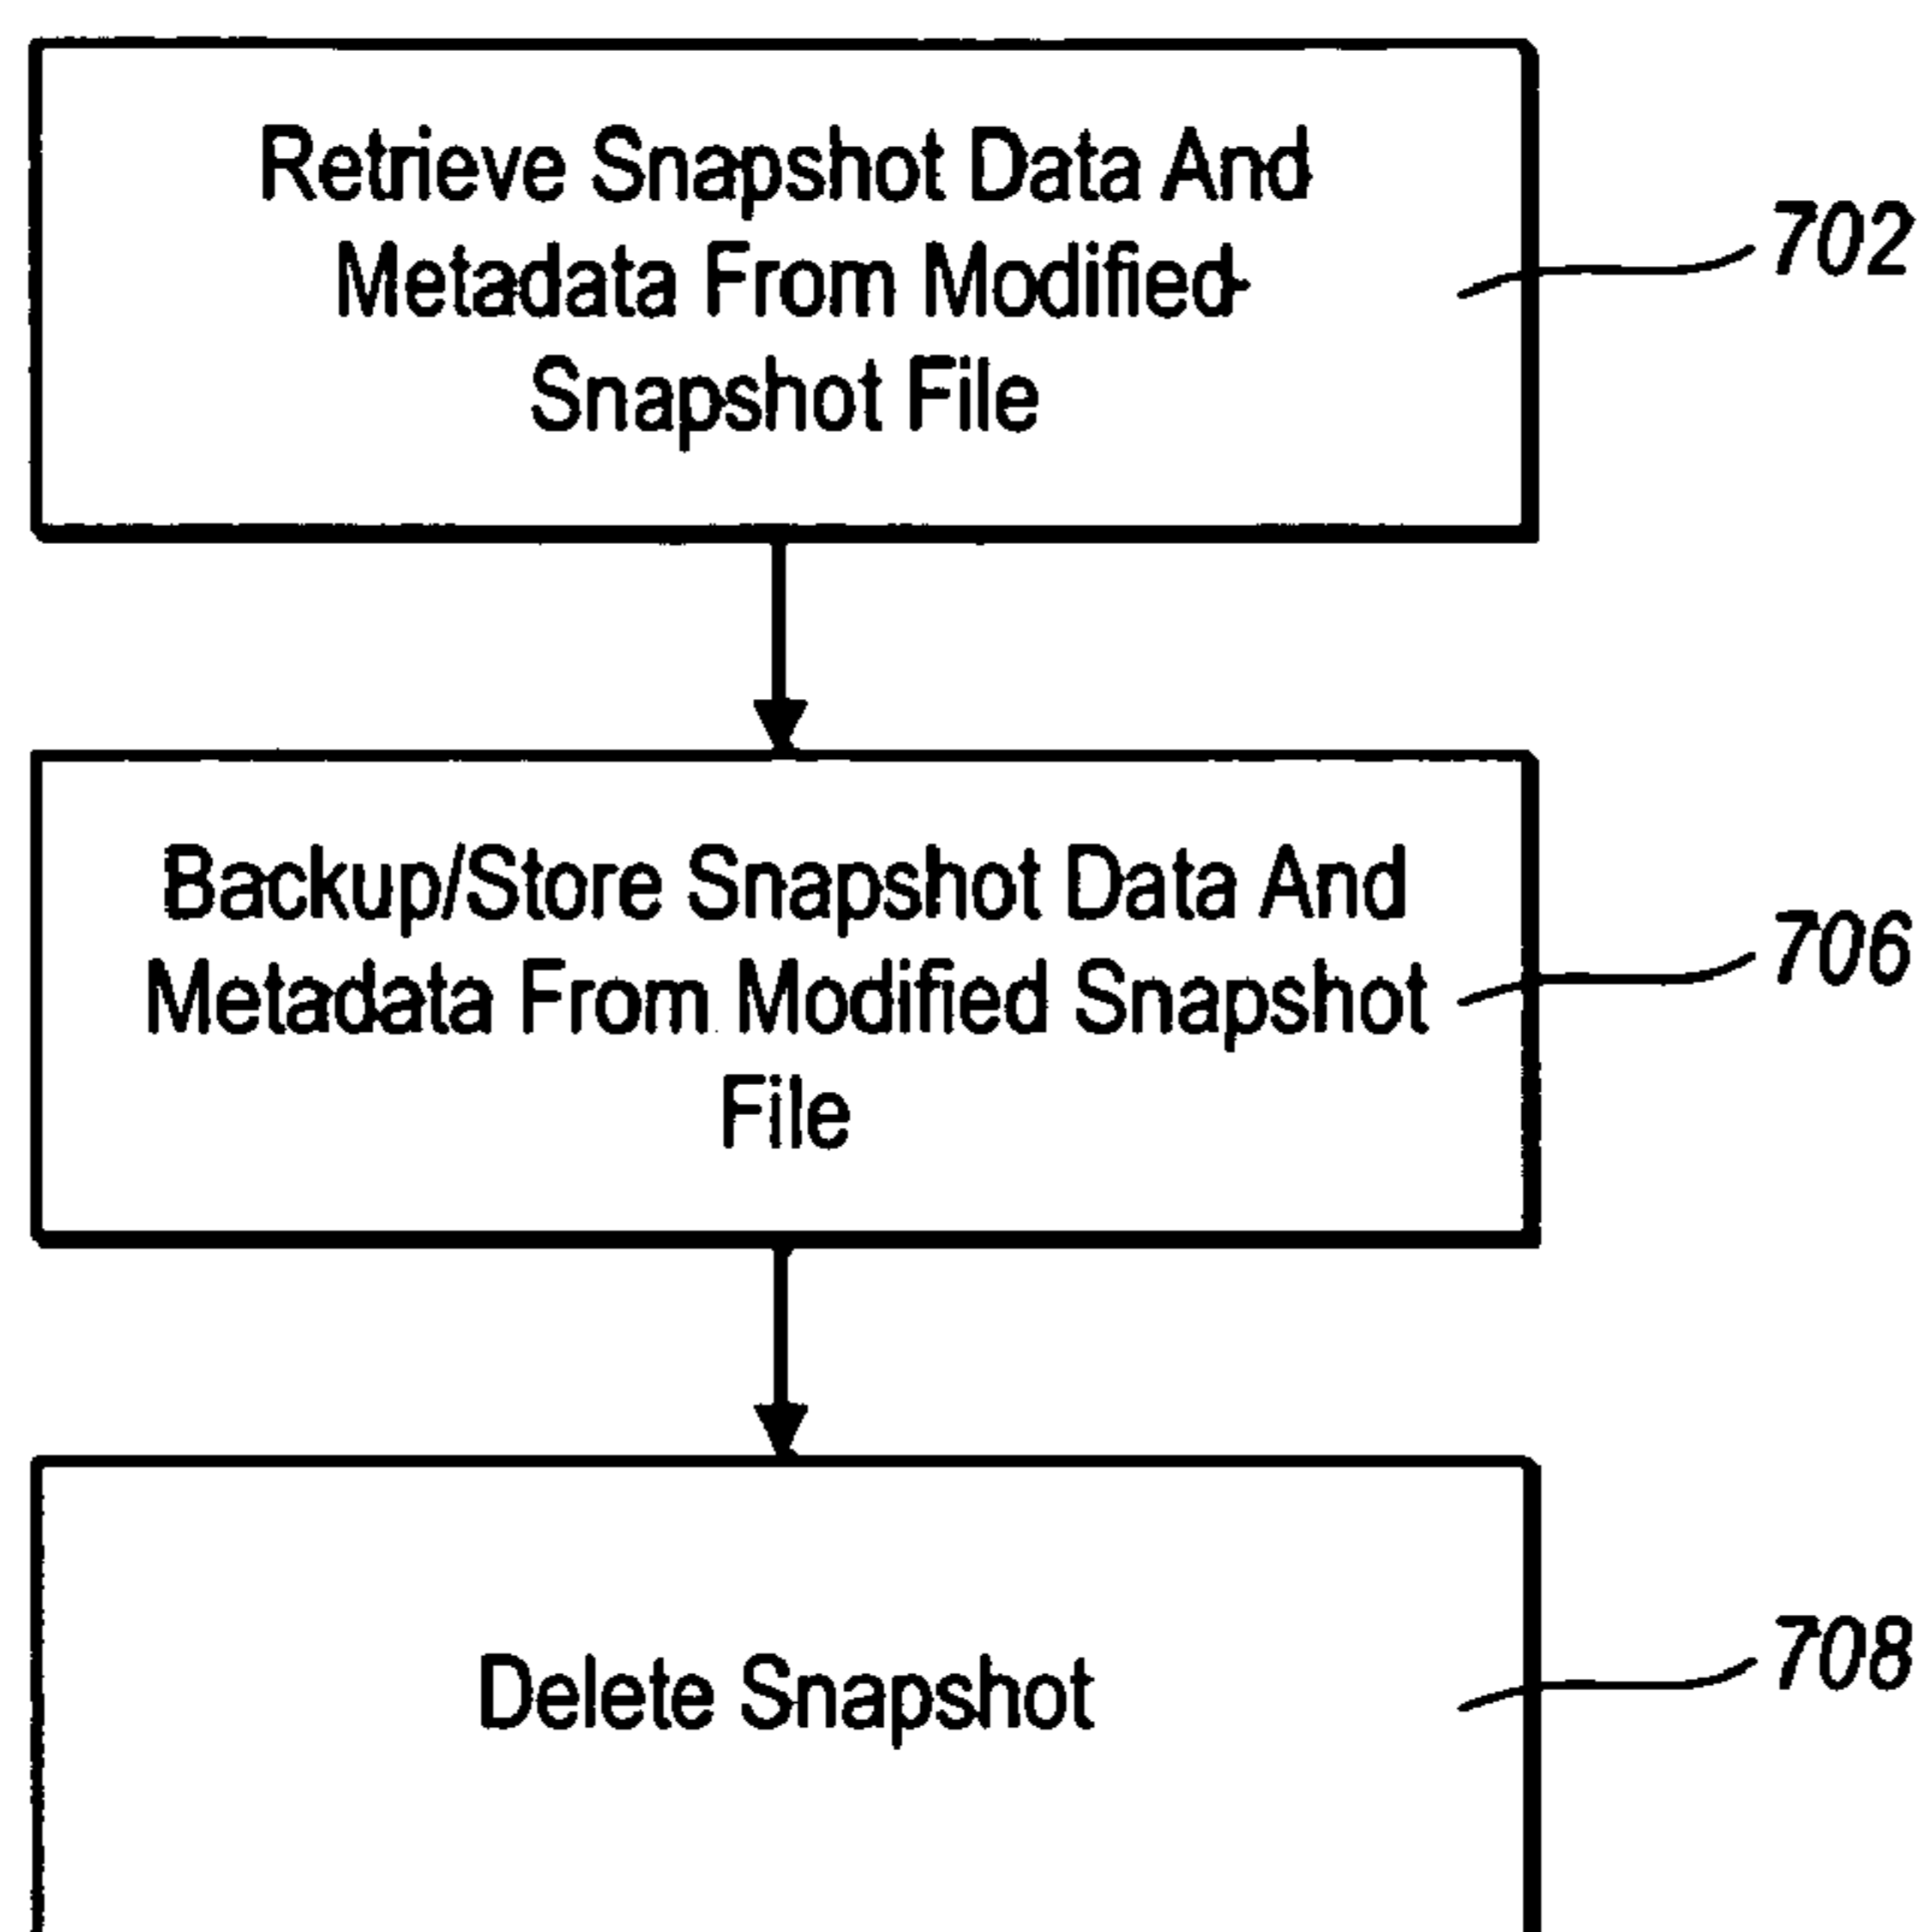 Retrieve Snapshot Data And
Metadata From Modified
Snapshot File
702
Backup/Store Snapshot Data And
Metadata From Modified Snapshot
File
706
Delete Snapshot
708